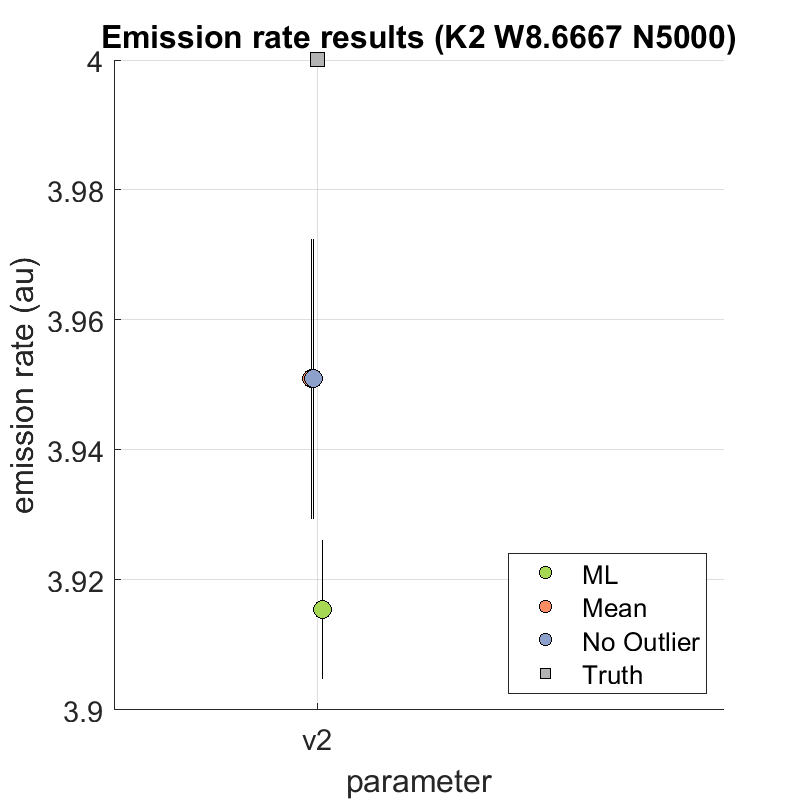 Emission rate results (K2 W8.6667 N5000)
4
3.98
3.96
3.94
3.92
3.9
emission rate (au)
v2
parameter
ML
Mean
No Outlier
Truth